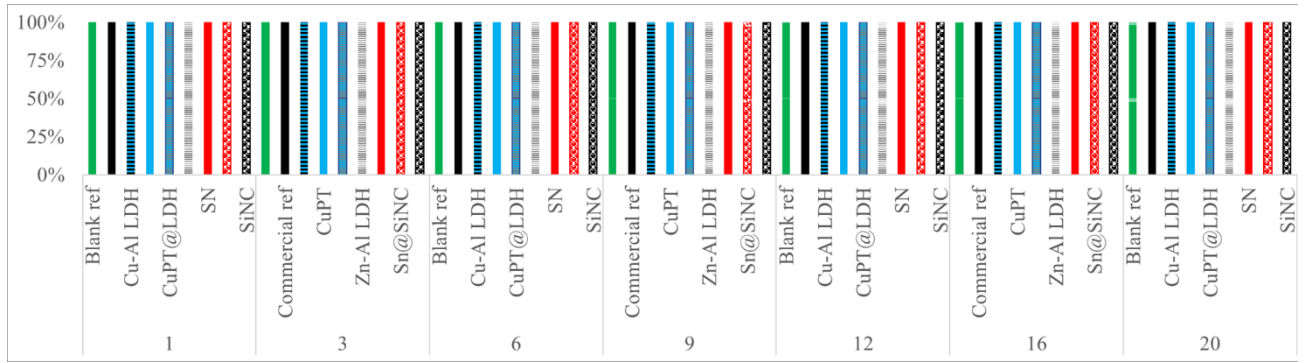 100%
75%
50%
25%
0%
Blank ref
Cu-Al LDH
CuPT@LDH
SN
SiNC
Commercial ref
CuPT
Zn-Al LDH
Sn@SiNC
Blank ref
Cu-Al LDH
CuPT@LDH
SN
SiNC
Commercial ref
CuPT
Zn-Al LDH
Sn@SiNC
Blank ref
Cu-Al LDH
CuPT@LDH
SN
SiNC
Commercial ref
CuPT
Zn-Al LDH
Sn@SiNC
Blank ref
Cu-Al LDH
CuPT@LDH
SN
SiNC
1 3 6 9 12 16 20